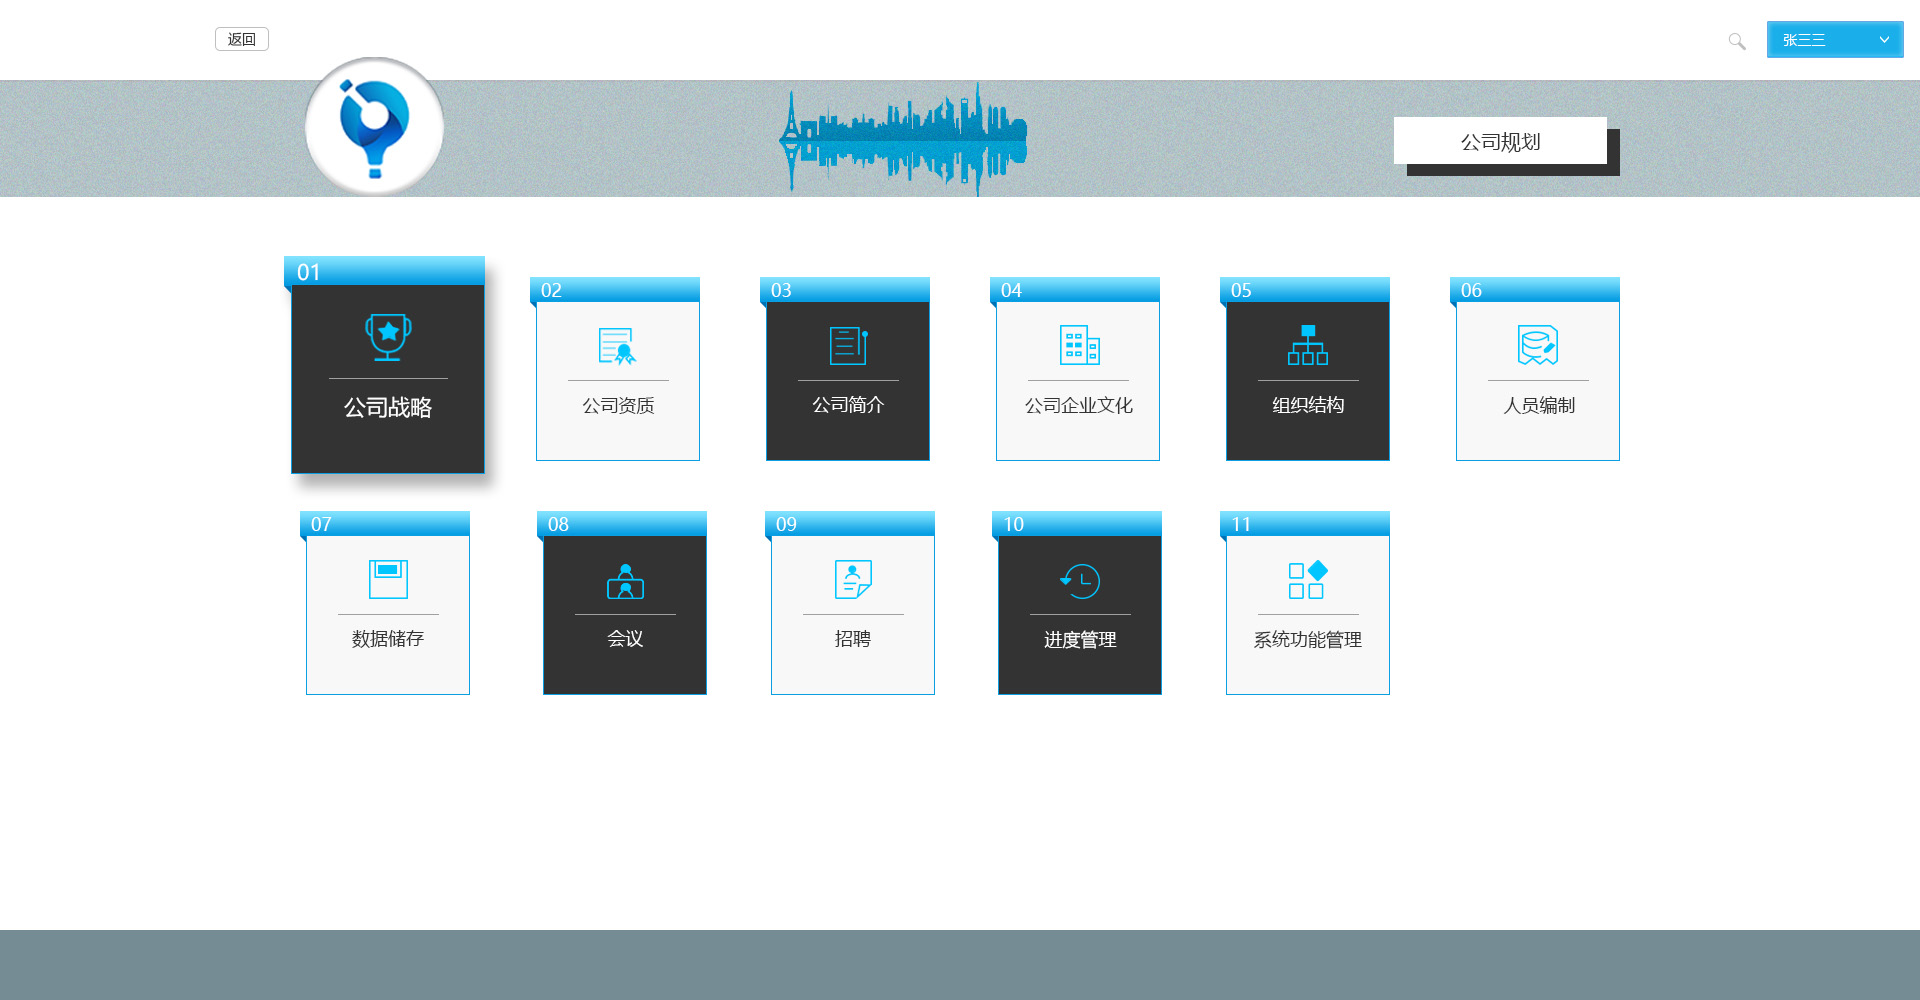 返回
张三三
公司规划
01
公司战略
02
公司资质
03
公司简介
04
公司企业文化
05
组织结构
06
人员编制
07
数据储存
08
会议
09
招聘
10
进度管理
11
系统功能管理